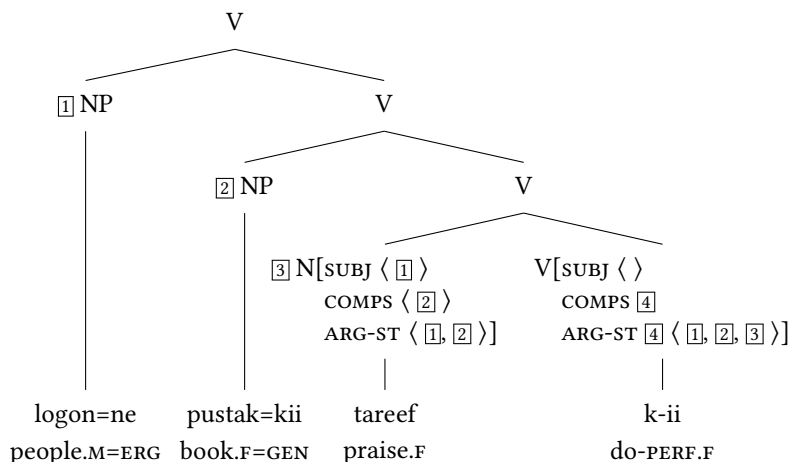 V
1 NP V
2 NP V
3 N[SUBJ ⟨ 1 ⟩ V[SUBJ ⟨ ⟩
COMPS ⟨ 2 ⟩ COMPS 4
ARG-ST ⟨ 1, 2 ⟩] ARG-ST 4 ⟨ 1, 2, 3 ⟩]
logon=ne pustak=kii tareef k-ii
people.M=ERG book.F=GEN praise.F do-PERF.F